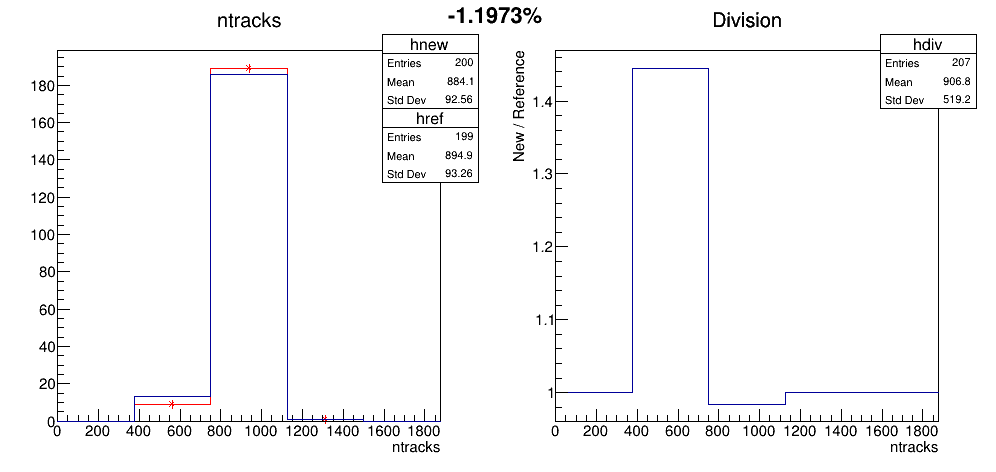 -1.1973%
ntracks
hnew
Entries 200
Mean 884.1
Std Dev 92.56
href
Entries 199
Mean 894.9
Std Dev 93.26
180
160
140
120
100
80
60
40
20
0
0 200 400 600 800 1000 1200 1400 1600 1800
ntracks
Division
hdiv
Entries 207
Mean 906.8
Std Dev 519.2
New / Reference
1.4
1.3
1.2
1.1
1
0 200 400 600 800 1000 1200 1400 1600 1800
ntracks